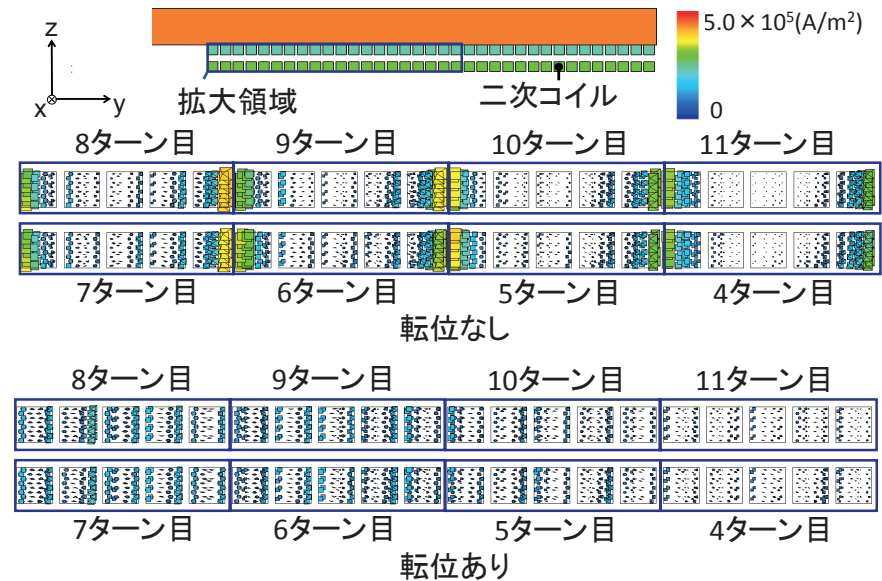 5.0×10⁵(A/m²)
0
z
x
y
拡大領域
二次コイル
8ターン目 9ターン目 10ターン目 11ターン目
7ターン目 6ターン目 5ターン目 4ターン目
転位なし
8ターン目 9ターン目 10ターン目 11ターン目
7ターン目 6ターン目 5ターン目 4ターン目
転位あり